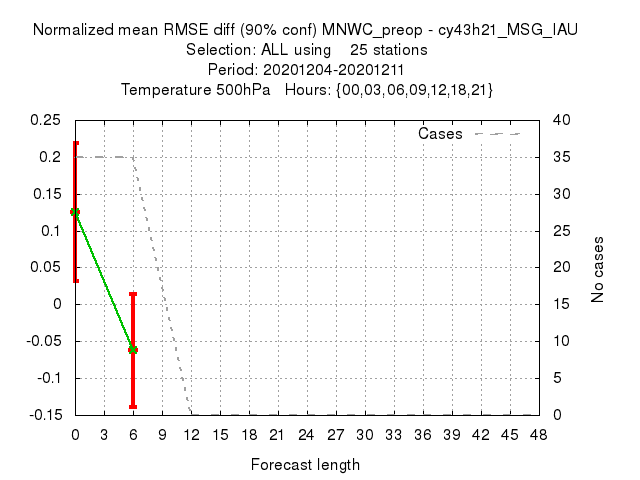 Normalized mean RMSE diff (90% conf) MNWC_preop - cy43h21_MSG_IAU
Selection: ALL using 25 stations
Period: 20201204-20201211
Temperature 500hPa Hours: {00,03,06,09,12,18,21}
Cases
0.25
0.2
0.15
0.1
0.05
0
-0.05
-0.1
-0.15
40
35
30
25
20
15
10
5
0
No cases
0 3 6 9 12 15 18 21 24 27 30 33 36 39 42 45 48
Forecast length